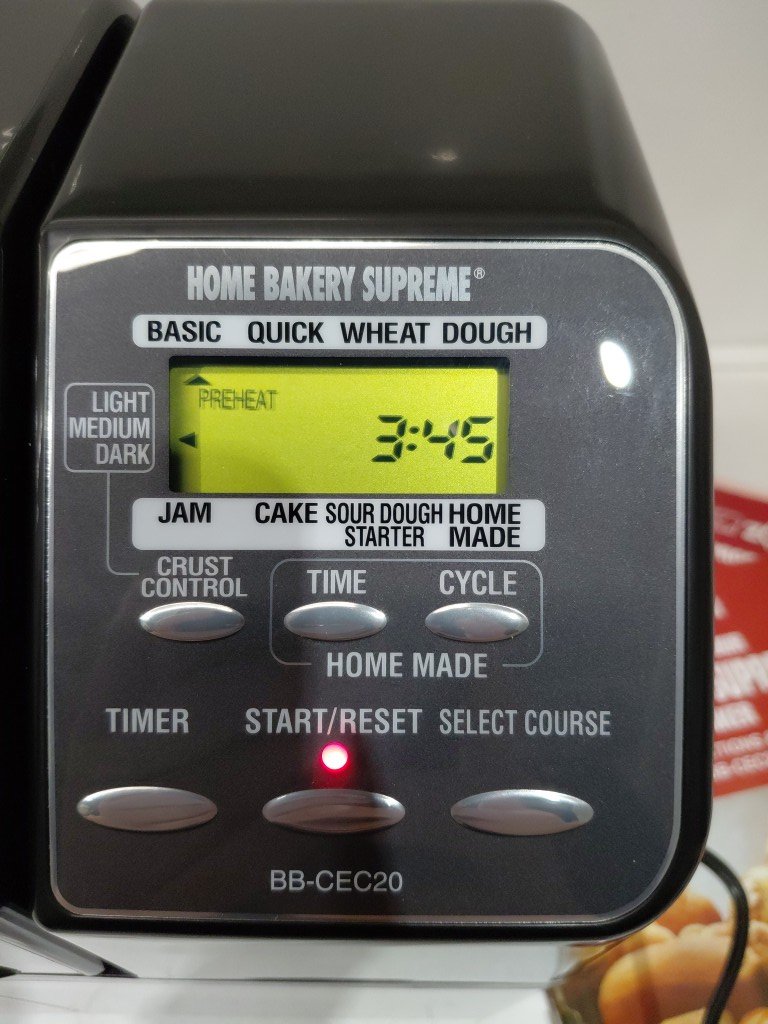 HOME BAKERY SUPREME®
BASIC QUICK WHEAT DOUGH
PREHEAT
LIGHT
MEDIUM
DARK
3:45
JAM CAKE SOUR DOUGH STARTER HOME MADE
CRUST CONTROL
TIME CYCLE
HOME MADE
TIMER START/RESET SELECT COURSE
BB-CEC20